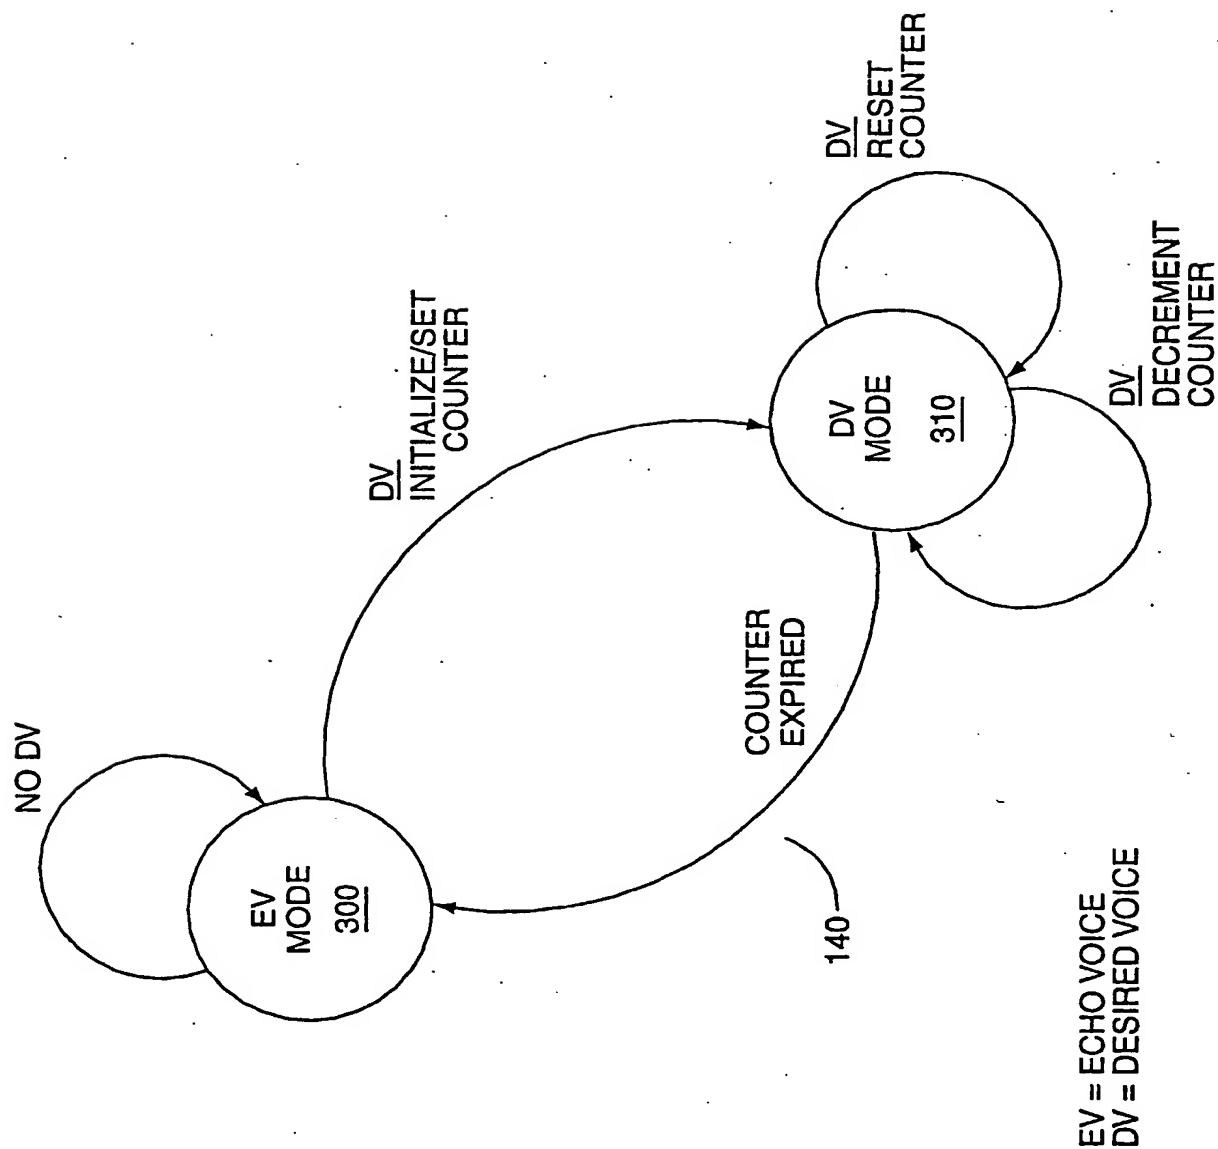 NO DV
EV
MODE
300
DV
INITIALIZE/SET
COUNTER
COUNTER
EXPIRED
140
DV
MODE
310
DV
RESET
COUNTER
DV
DECREMENT
COUNTER
EV = ECHO VOICE
DV = DESIRED VOICE